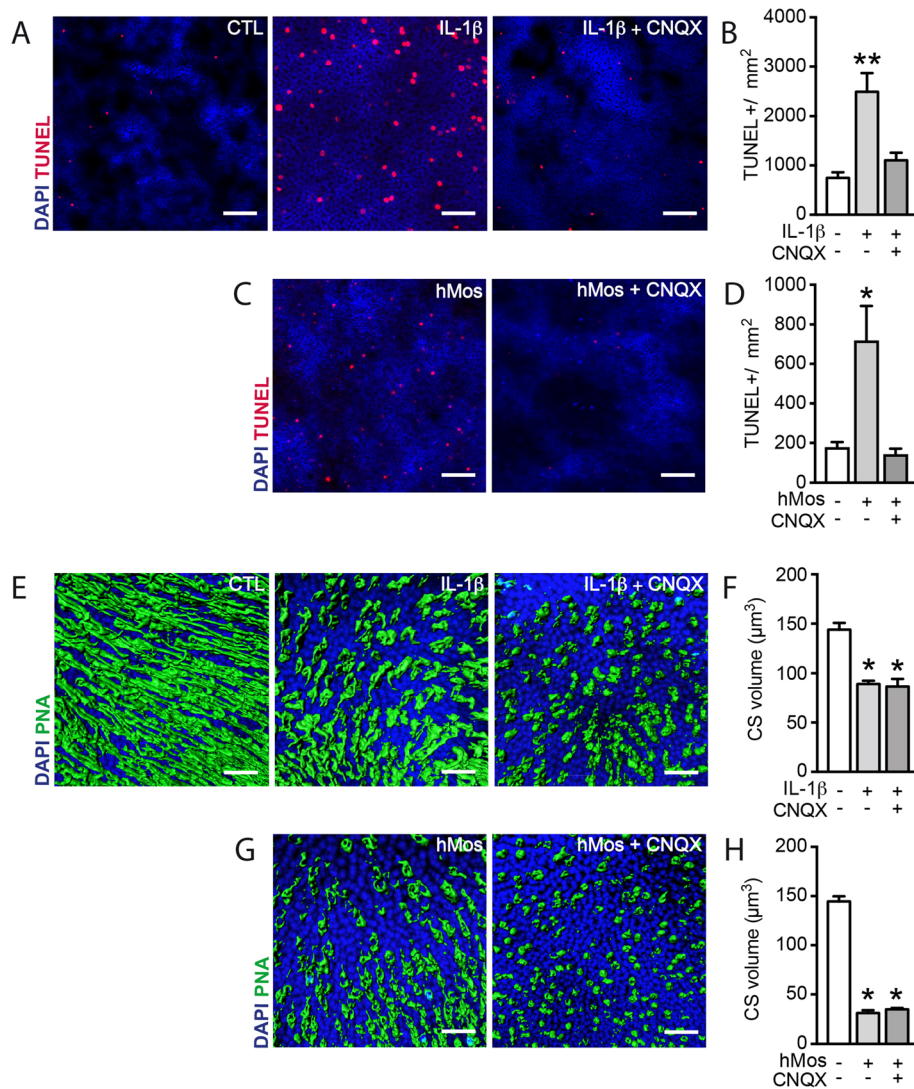 A
CTL
IL-1β
IL-1β + CNQX
DAPI TUNEL
B
TUNEL+/ mm²
4000
3000
2000
1000
0
**
IL-1β - + +
CNQX - - +
C
hMos
hMos + CNQX
DAPI TUNEL
D
TUNEL+/ mm²
1000
800
600
400
200
0
*
hMos - + +
CNQX - - +
E
CTL
IL-1β
IL-1β + CNQX
DAPI PNA
F
CS volume (µm³)
200
150
100
50
0
* *
IL-1β - + +
CNQX - - +
G
hMos
hMos + CNQX
DAPI PNA
H
CS volume (µm³)
200
150
100
50
0
* *
hMos - + +
CNQX - - +